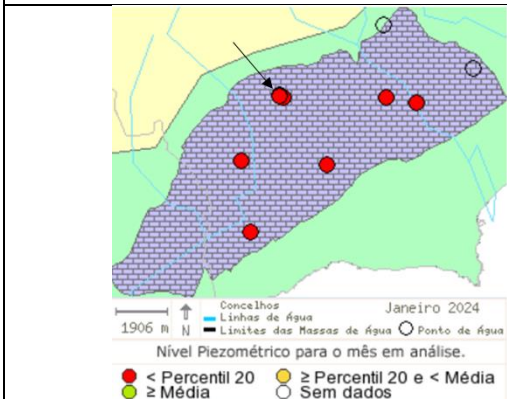 Concelhos
Linhas de Água
Limites das Massas de Água
Janeiro 2024
Ponto de Água
1906 m
N
Nível Piezométrico para o mês em análise.
< Percentil 20
≥ Percentil 20 e < Média
≥ Média
Sem dados